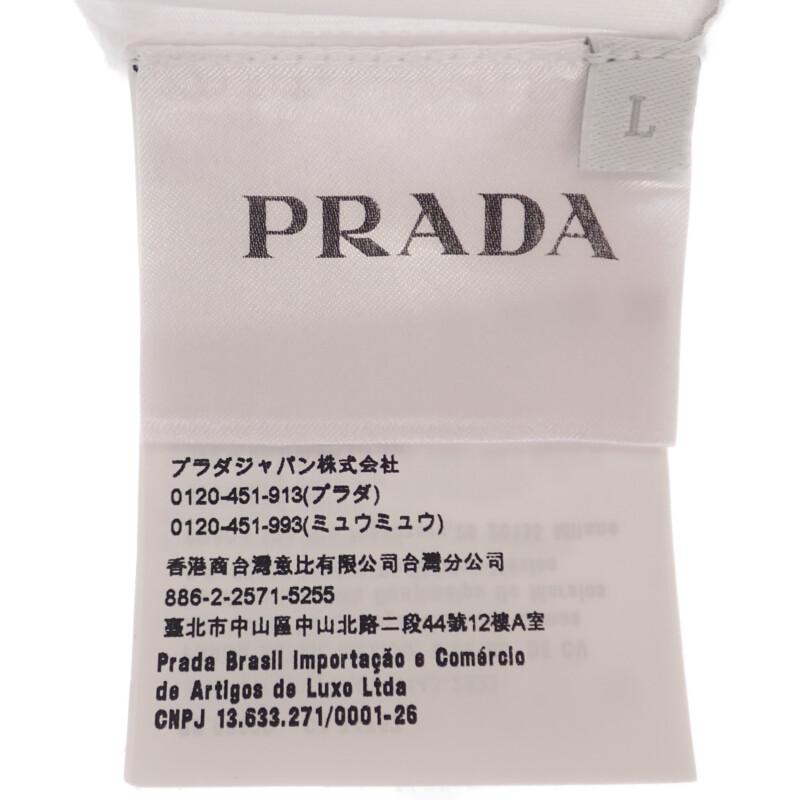 L
PRADA
プラダジャパン株式会社
0120-451-913(プラダ)
0120-451-993(ミュウミュウ)
香港商台灣意比有限公司台灣分公司
886-2-2571-5255
臺北市中山區中山北路二段44號12樓A室
Prada Brasil Importação e Comércio
de Artigos de Luxo Ltda
CNPJ 13.633.271/0001-26